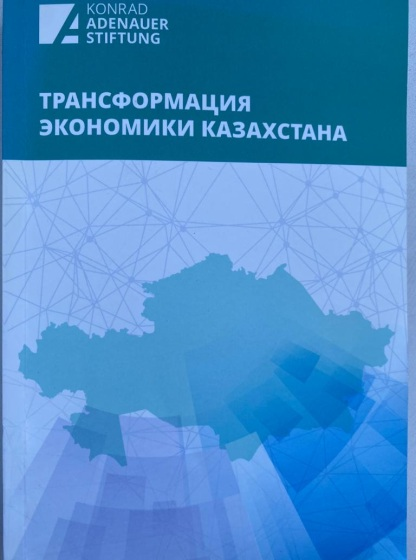 KONRAD
ADENAUER
STIFTUNG
ТРАНСФОРМАЦИЯ
ЭКОНОМИКИ КАЗАХСТАНА